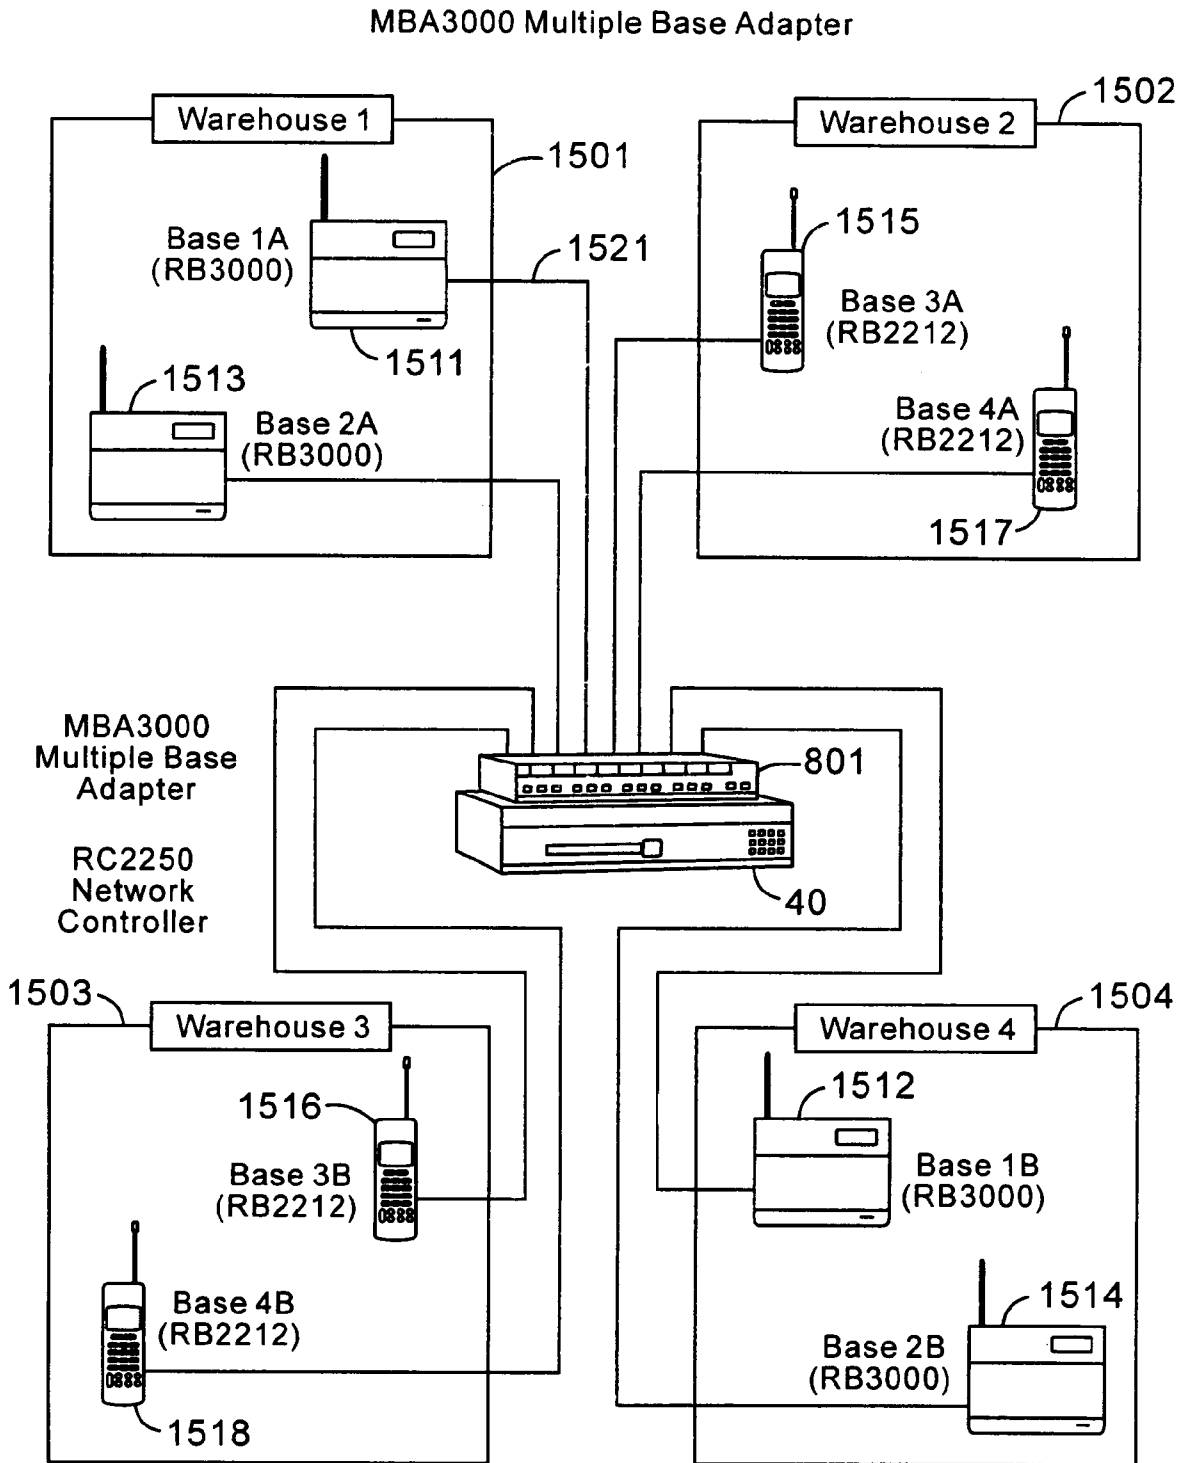 MBA3000 Multiple Base Adapter
Warehouse 1
1501
Base 1A
(RB3000)
1521
1511
1513
Base 2A
(RB3000)
Warehouse 2
1502
1515
Base 3A
(RB2212)
Base 4A
(RB2212)
1517
MBA3000
Multiple Base
Adapter
RC2250
Network
Controller
801
40
1503
Warehouse 3
1516
Base 3B
(RB2212)
Base 4B
(RB2212)
1518
Warehouse 4
1504
1512
Base 1B
(RB3000)
1514
Base 2B
(RB3000)